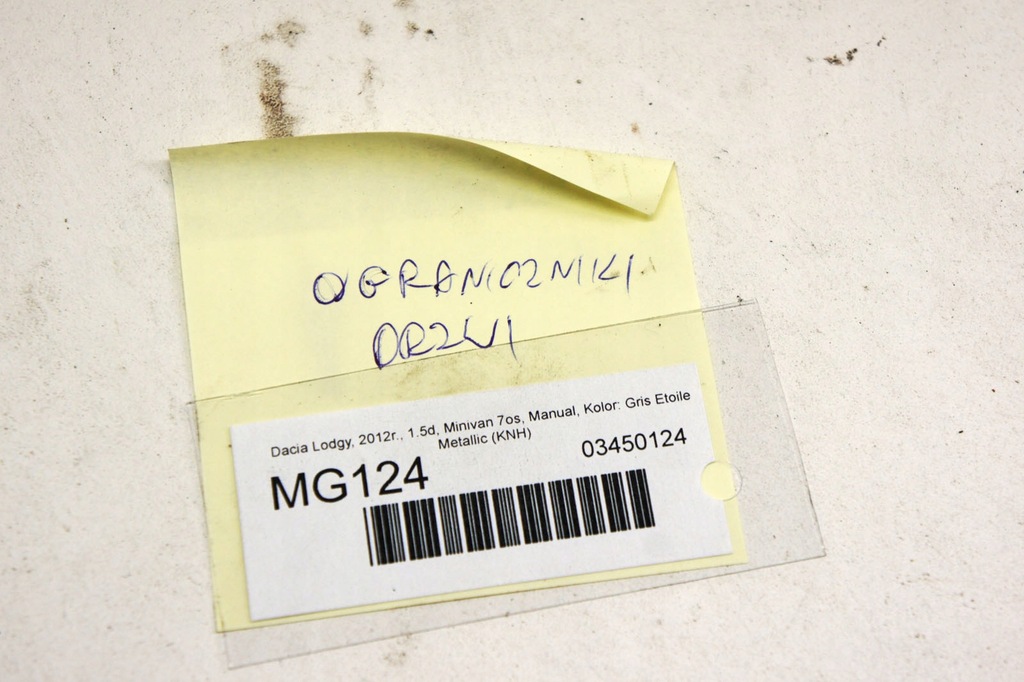 OGRANICZNIKI
DRZWI
Dacia Lodgy, 2012r., 1.5d, Minivan 7os, Manual, Kolor: Gris Etoile
Metallic (KNH)
03450124
MG124